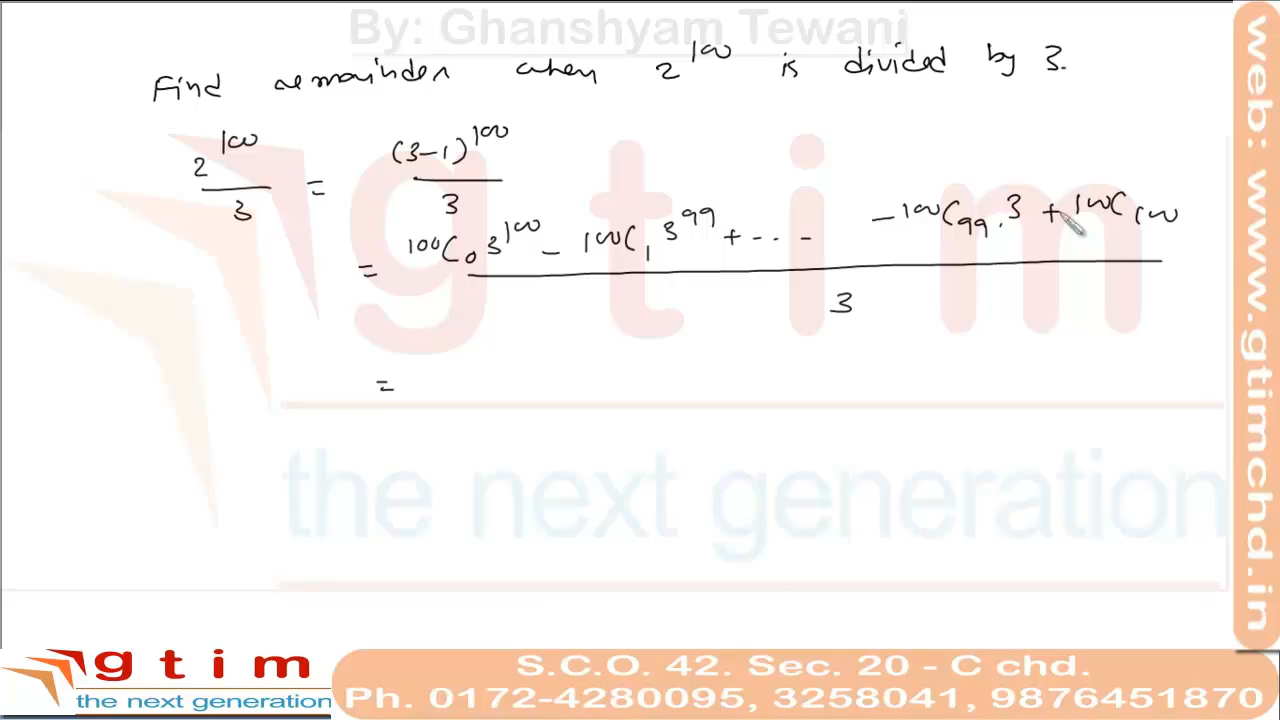 By: Ghanshyam Tewani
Find remainder when 2^100 is divided by 3.
2^100/3 = (3-1)^100/3
= (100C0 3^100 - 100C1 3^99 + --- - 100C99.3 + 100C100)/3
=
gtim
the next generation
web: www.gtimchd.in
gtim
the next generation
S.C.O. 42. Sec. 20 - C chd.
Ph. 0172-4280095, 3258041, 9876451870